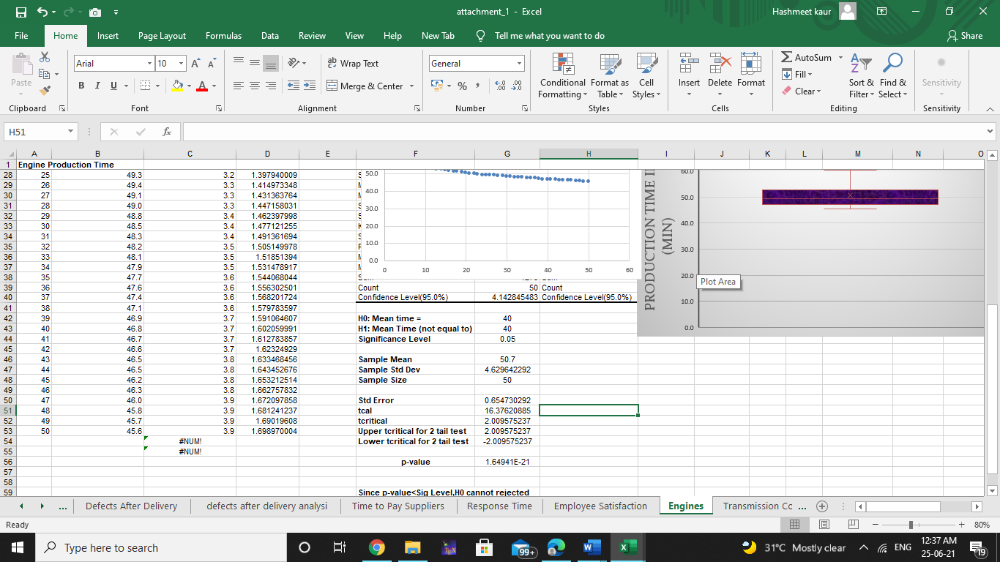 attachment_1 - Excel
Hashmeet kaur
File Home Insert Page Layout Formulas Data Review View Help New Tab Tell me what you want to do Share
Paste
Clipboard
Arial 10
B I U
Font
Wrap Text
Merge & Center
Alignment
General
Number
Conditional Formatting Format as Table Cell Styles
Styles
Insert Delete Format
Cells
AutoSum
Fill
Clear
Sort & Filter Find & Select
Editing
Sensitivity
Sensitivity
H51 fx
A B C D E F G H I J K L M N O
1 Engine Production Time
28 25 49.3 3.2 1.397940009
29 26 49.4 3.3 1.414973348
30 27 49.1 3.3 1.431363764
31 28 49.0 3.3 1.447158031
32 29 48.8 3.4 1.462397998
33 30 48.5 3.4 1.477121255
34 31 48.3 3.4 1.491361694
35 32 48.2 3.5 1.505149978
36 33 48.1 3.5 1.51851394
37 34 47.9 3.5 1.531478917
38 35 47.7 3.6 1.544068044
39 36 47.6 3.6 1.556302501 Count 50 Count
40 37 47.4 3.6 1.568201724 Confidence Level(95.0%) 4.142845483 Confidence Level(95.0%)
41 38 47.1 3.6 1.579783597
42 39 46.9 3.7 1.591064607 H0: Mean time = 40
43 40 46.8 3.7 1.602059991 H1: Mean Time (not equal to) 40
44 41 46.7 3.7 1.612783857 Significance Level 0.05
45 42 46.6 3.7 1.62324929
46 43 46.5 3.8 1.633468456 Sample Mean 50.7
47 44 46.5 3.8 1.643452676 Sample Std Dev 4.629642292
48 45 46.2 3.8 1.653212514 Sample Size 50
49 46 46.3 3.8 1.662757832
50 47 46.0 3.9 1.672097858 Std Error 0.654730292
51 48 45.8 3.9 1.681241237 tcal 16.37620885
52 49 45.7 3.9 1.69019608 tcritical 2.009575237
53 50 45.6 3.9 1.698970004 Upper tcritical for 2 tail test 2.009575237
54 #NUM! Lower tcritical for 2 tail test -2.009575237
55 #NUM!
56 p-value 1.64941E-21
57
58
59 Since p-value<Sig Level,H0 cannot rejected
50.0
40.0
30.0
20.0
10.0
0.0
0 10 20 30 40 50 60
PRODUCTION TIME
(MIN)
60.0
50.0
40.0
30.0
20.0
10.0
0.0
Plot Area
... Defects After Delivery defects after delivery analysi Time to Pay Suppliers Response Time Employee Satisfaction Engines Transmission Cc ...
Ready
80%
Type here to search
99+
31°C Mostly clear
ENG
12:37 AM
25-06-21
19